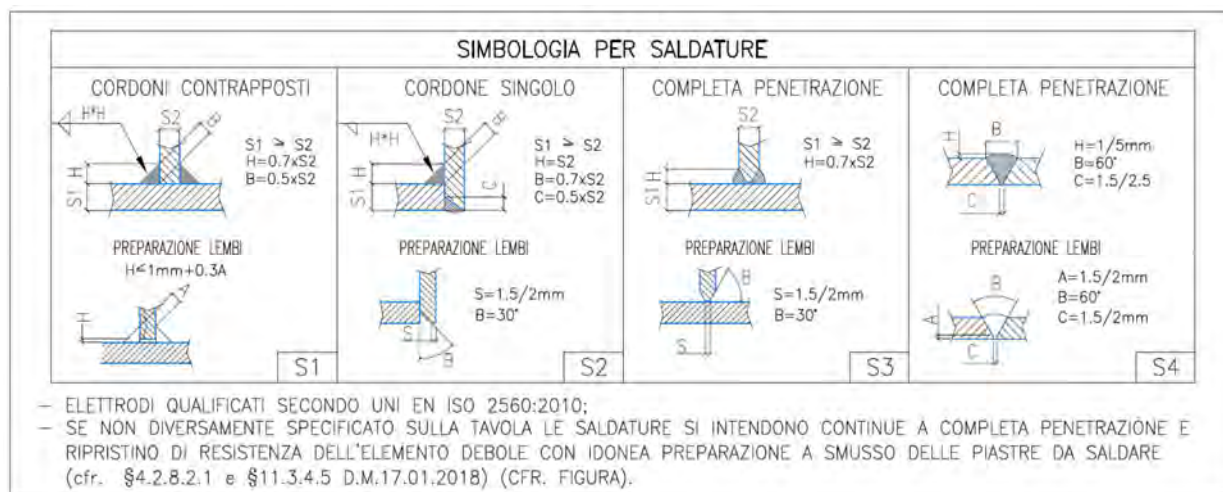 SIMBOLOGIA PER SALDATURE
CORDONI CONTRAPPOSTI
H*H
S2
B
S1 ≥ S2
H=0.7xS2
B=0.5xS2
H
S1
PREPARAZIONE LEMBI
H≤1mm+0.3A
A
H
S1
CORDONE SINGOLO
H*H
S2
B
S1 ≥ S2
H=S2
B=0.7xS2
C=0.5xS2
H
S1
C
PREPARAZIONE LEMBI
S=1.5/2mm
B=30°
S
B
S2
COMPLETA PENETRAZIONE
S2
S1 ≥ S2
H=0.7xS2
H
S1
PREPARAZIONE LEMBI
B
S=1.5/2mm
B=30°
S
S3
COMPLETA PENETRAZIONE
H
B
H=1/5mm
B=60°
C=1.5/2.5
C
PREPARAZIONE LEMBI
B
A=1.5/2mm
B=60°
C=1.5/2mm
A
C
S4
– ELETTRODI QUALIFICATI SECONDO UNI EN ISO 2560:2010;
– SE NON DIVERSAMENTE SPECIFICATO SULLA TAVOLA LE SALDATURE SI INTENDONO CONTINUE A COMPLETA PENETRAZIONE E
RIPRISTINO DI RESISTENZA DELL'ELEMENTO DEBOLE CON IDONEA PREPARAZIONE A SMUSSO DELLE PIASTRE DA SALDARE
(cfr. §4.2.8.2.1 e §11.3.4.5 D.M.17.01.2018) (CFR. FIGURA).